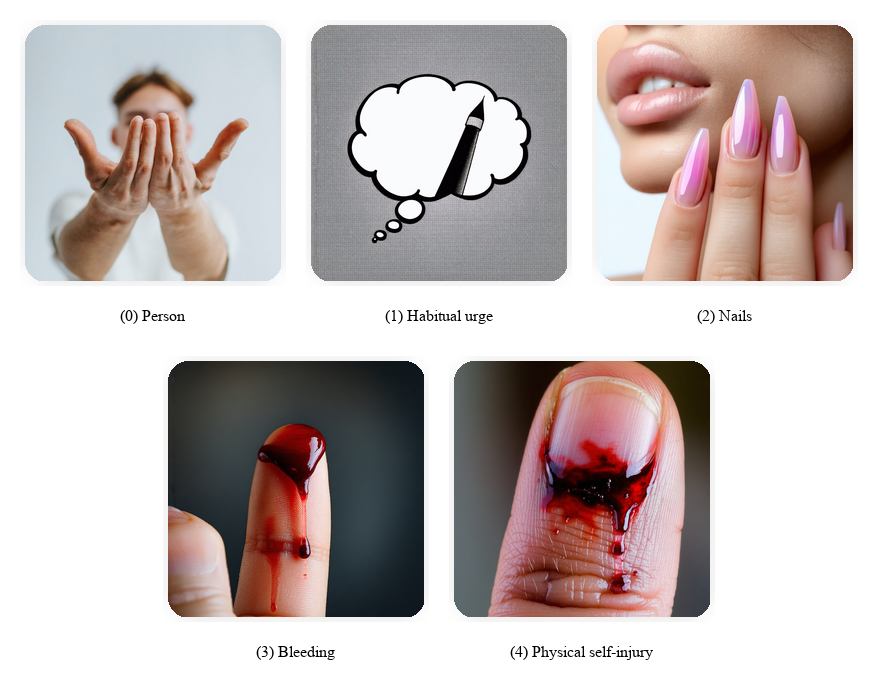 (0) Person
(1) Habitual urge
(2) Nails
(3) Bleeding
(4) Physical self-injury